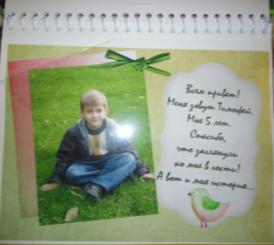 Всем привет!
Меня зовут Тимофей.
Мне 5 лет.
Спасибо,
что заглянули
ко мне в гости!
А вот и моя история...